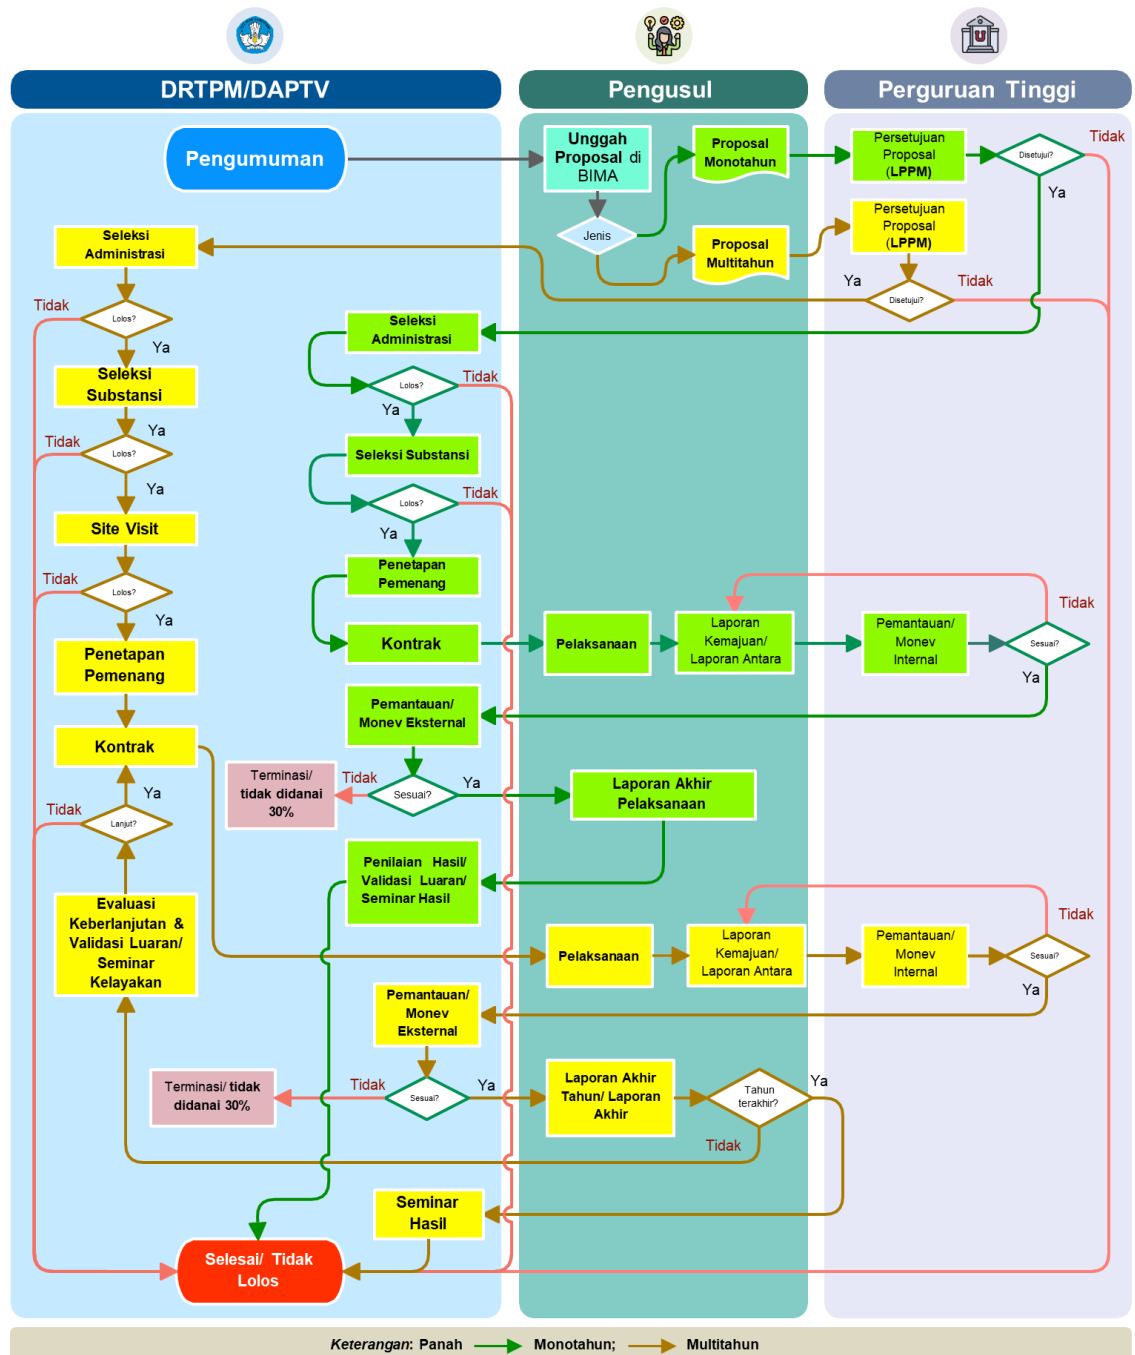 DRTPM/DAPTV
Pengusul
Perguruan Tinggi
Pengumuman
Unggah
Proposal di
BIMA
Proposal
Monotahun
Persetujuan
Proposal
(LPPM)
Disetujui?
Tidak
Ya
Jenis
Proposal
Multitahun
Persetujuan
Proposal
(LPPM)
Ya
Disetujui?
Tidak
Seleksi
Administrasi
Tidak
Lolos?
Ya
Seleksi
Substansi
Ya
Tidak
Lolos?
Ya
Site Visit
Tidak
Lolos?
Ya
Penetapan
Pemenang
Kontrak
Ya
Tidak
Lanjut?
Evaluasi
Keberlanjutan &
Validasi Luaran/
Seminar
Kelayakan
Seleksi
Administrasi
Lolos?
Tidak
Ya
Seleksi Substansi
Lolos?
Tidak
Ya
Penetapan
Pemenang
Kontrak
Pelaksanaan
Laporan
Kemajuan/
Laporan Antara
Pemantauan/
Monev
Internal
Tidak
Sesuai?
Ya
Pemantauan/
Monev Eksternal
Terminasi/
tidak didanai
30%
Tidak
Sesuai?
Ya
Laporan Akhir
Pelaksanaan
Penilaian Hasil/
Validasi Luaran/
Seminar Hasil
Pelaksanaan
Laporan
Kemajuan/
Laporan Antara
Pemantauan/
Monev
Internal
Tidak
Sesuai?
Ya
Pemantauan/
Monev
Eksternal
Terminasi/ tidak
didanai 30%
Tidak
Sesuai?
Ya
Laporan Akhir
Tahun/ Laporan
Akhir
Tahun
terakhir?
Ya
Tidak
Seminar
Hasil
Selesai/ Tidak
Lolos
Keterangan: Panah Monotahun; Multitahun